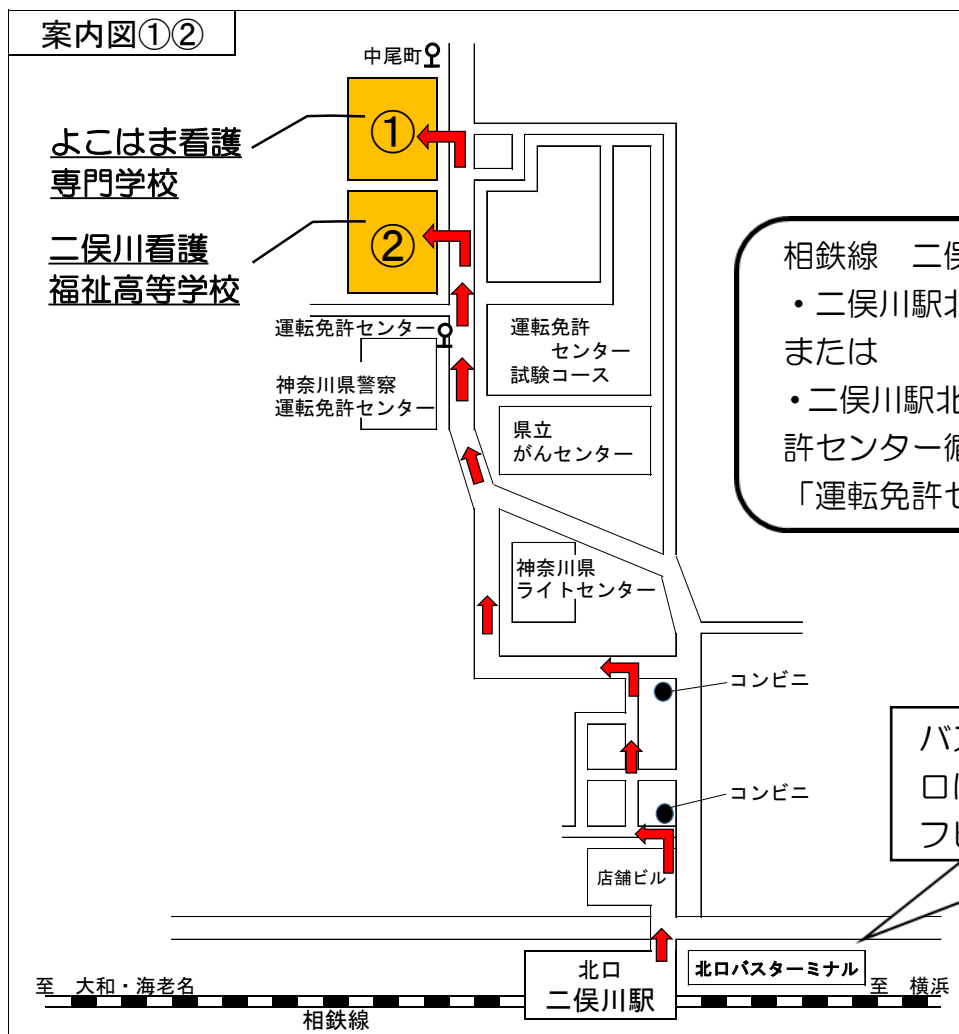 案内図①②
中尾町
①
よこはま看護
専門学校
②
二俣川看護
福祉高等学校
相鉄線 二俣
・二俣川駅北
または
・二俣川駅北
許センター循
「運転免許セ
運転免許センター
運転免許
センター
試験コース
神奈川県警察
運転免許センター
県立
がんセンター
神奈川県
ライトセンター
コンビニ
バス
口に
フビ
コンビニ
店舗ビル
北口
二俣川駅
北口バスターミナル
至 大和・海老名
至 横浜
相鉄線